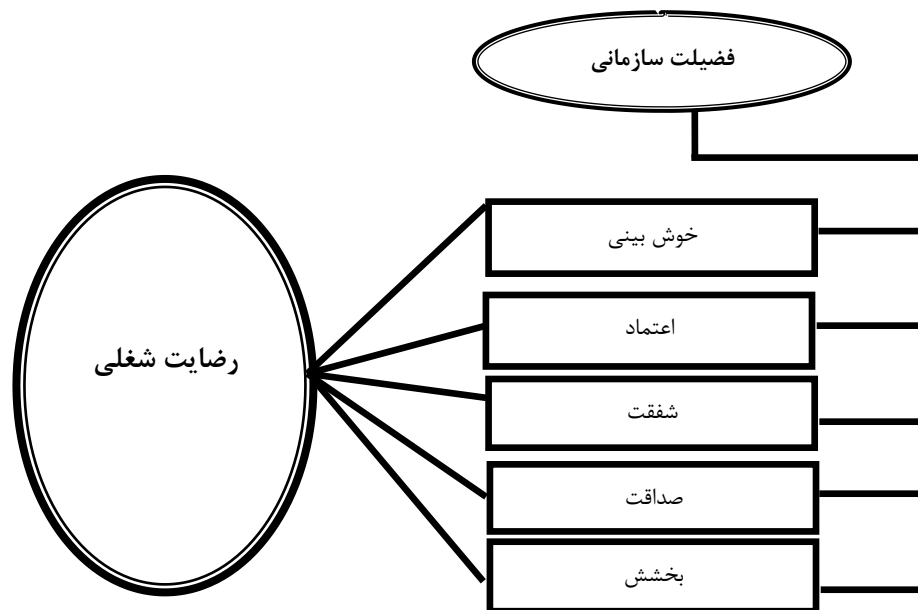 فضیلت سازمانی
خوش بینی
اعتماد
رضایت شغلی
شفقت
صداقت
بخشش